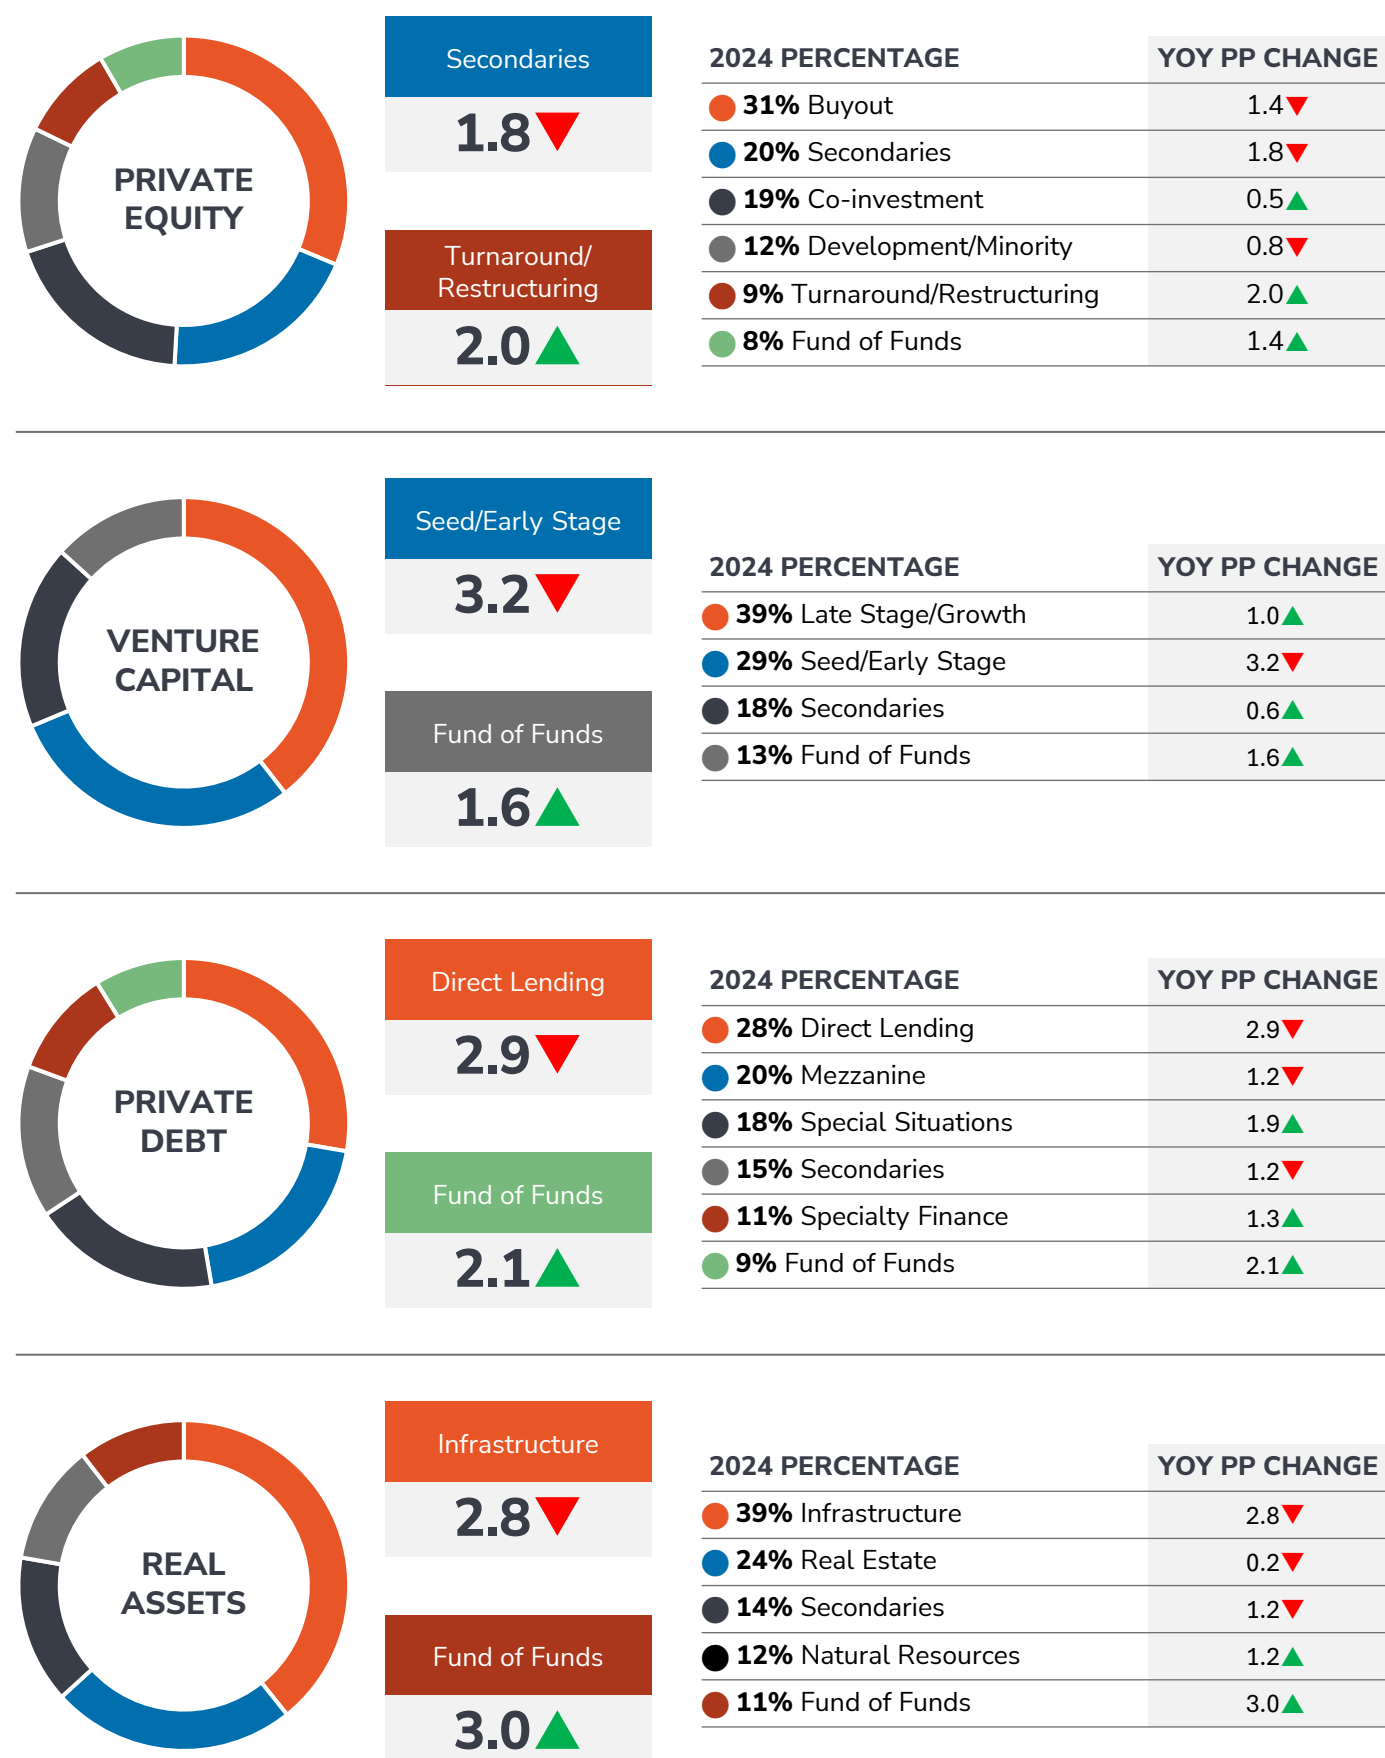 PRIVATE
EQUITY
Secondaries
1.8▼
Turnaround/
Restructuring
2.0▲
2024 PERCENTAGE YOY PP CHANGE
31% Buyout 1.4▼
20% Secondaries 1.8▼
19% Co-investment 0.5▲
12% Development/Minority 0.8▼
9% Turnaround/Restructuring 2.0▲
8% Fund of Funds 1.4▲
VENTURE
CAPITAL
Seed/Early Stage
3.2▼
Fund of Funds
1.6▲
2024 PERCENTAGE YOY PP CHANGE
39% Late Stage/Growth 1.0▲
29% Seed/Early Stage 3.2▼
18% Secondaries 0.6▲
13% Fund of Funds 1.6▲
PRIVATE
DEBT
Direct Lending
2.9▼
Fund of Funds
2.1▲
2024 PERCENTAGE YOY PP CHANGE
28% Direct Lending 2.9▼
20% Mezzanine 1.2▼
18% Special Situations 1.9▲
15% Secondaries 1.2▼
11% Specialty Finance 1.3▲
9% Fund of Funds 2.1▲
REAL
ASSETS
Infrastructure
2.8▼
Fund of Funds
3.0▲
2024 PERCENTAGE YOY PP CHANGE
39% Infrastructure 2.8▼
24% Real Estate 0.2▼
14% Secondaries 1.2▼
12% Natural Resources 1.2▲
11% Fund of Funds 3.0▲